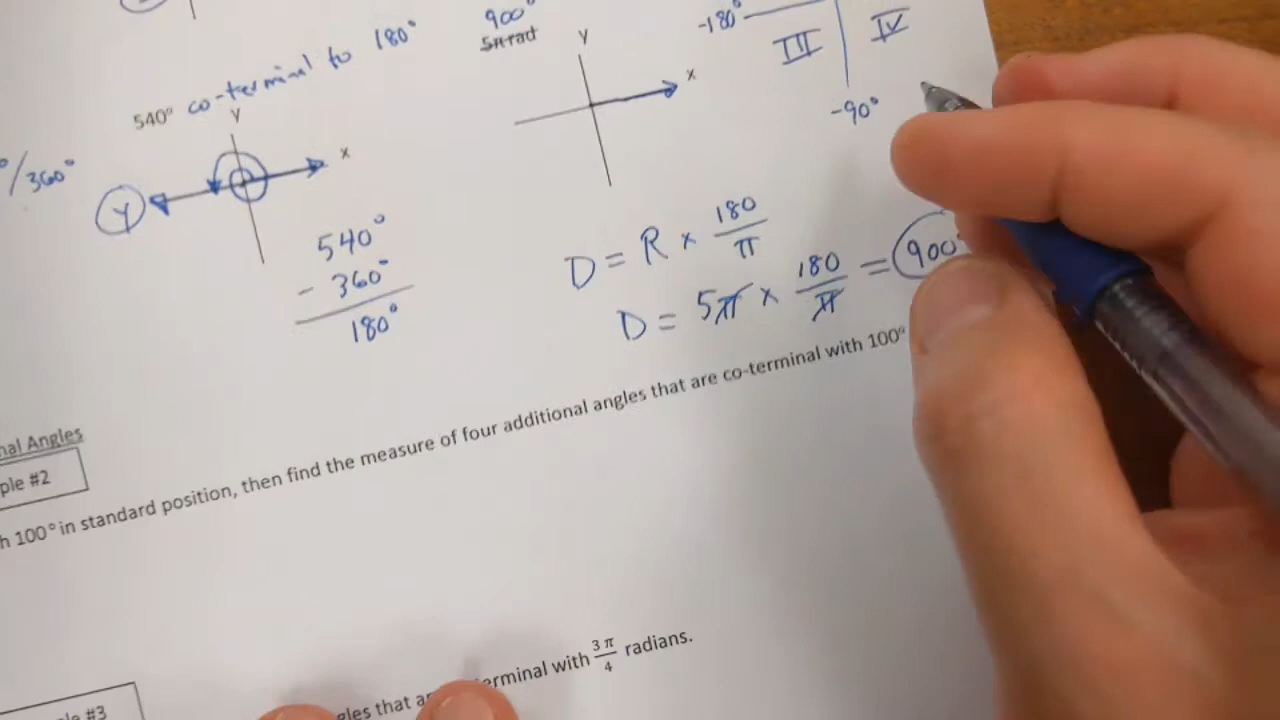 540° co-terminal to 180°
y
x
°/360°
y
540°
- 360°
180°
900°
5π rad
y
x
-180°
III
IV
-90°
D = R × 180/π
D = 5π × 180/π = 900°
nal Angles
ple #2
h 100° in standard position, then find the measure of four additional angles that are co-terminal with 100°
ple #3
gles that ar terminal with 3π/4 radians.